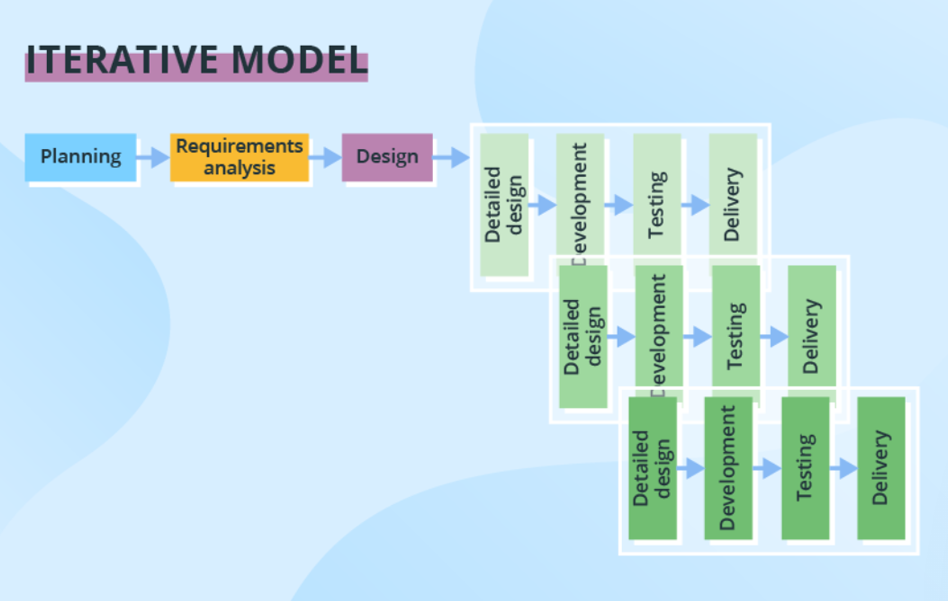 ITERATIVE MODEL
Planning
Requirements
analysis
Design
Detailed
design
Development
Testing
Delivery
Detailed
design
Development
Testing
Delivery
Detailed
design
Development
Testing
Delivery